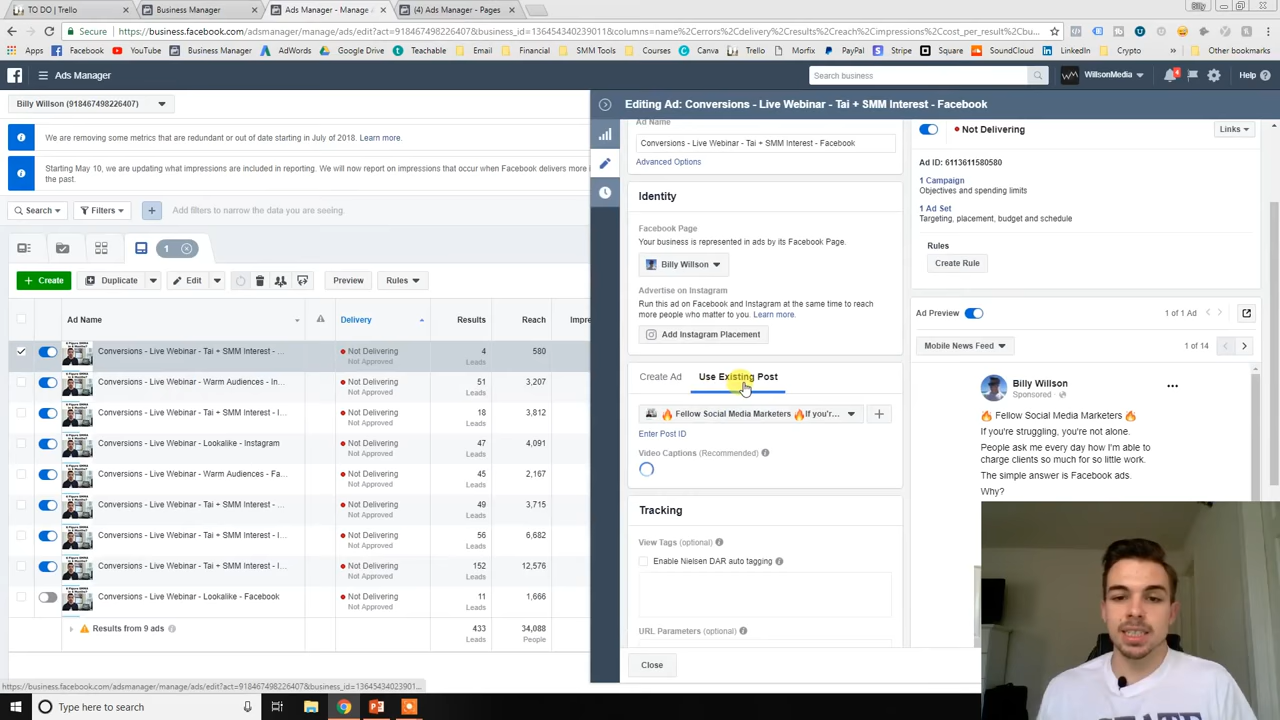 TO DO | Trello
Business Manager
Ads Manager - Manage
(4) Ads Manager - Pages
Billy
Secure
https://business.facebook.com/adsmanager/manage/ads/edit?act=918467498226407&business_id=1364543402390 11&columns=name%2Cerrors%2Cdelivery%2Cresults%2Creach%2Cimpressions%2Ccost_per_result%2Cbu...
Apps
Facebook
YouTube
Business Manager
AdWords
Google Drive
Teachable
Email
Financial
SMM Tools
Courses
Canva
Trello
Morfix
PayPal
Stripe
Square
SoundCloud
LinkedIn
Crypto
Other bookmarks
Ads Manager
Search business
WillsonMedia
4
Help
Billy Willson (918467498226407)
We are removing some metrics that are redundant or out of date starting in July of 2018. Learn more.
Starting May 10, we are updating what impressions are included in reporting. We will now report on impressions that occur when Facebook delivers more
the past.
Search
Filters
Add filters to narrow the data you are seeing.
1
+ Create
Duplicate
Edit
Preview
Rules
Ad Name
Delivery
Results
Reach
Impre
Conversions - Live Webinar - Tai + SMM Interest - ...
Not Delivering
Not Approved
4
Leads
580
Conversions - Live Webinar - Warm Audiences - In...
Not Delivering
Not Approved
51
Leads
3,207
Conversions - Live Webinar - Tai + SMM Interest - ...
Not Delivering
Not Approved
18
Leads
3,812
Conversions - Live Webinar - Lookalike - Instagram
Not Delivering
Not Approved
47
Leads
4,091
Conversions - Live Webinar - Warm Audiences - Fa...
Not Delivering
Not Approved
45
Leads
2,167
Conversions - Live Webinar - Tai + SMM Interest - ...
Not Delivering
Not Approved
49
Leads
3,715
Conversions - Live Webinar - Tai + SMM Interest - I...
Not Delivering
Not Approved
56
Leads
6,682
Conversions - Live Webinar - Tai + SMM Interest - I...
Not Delivering
Not Approved
152
Leads
12,576
Conversions - Live Webinar - Lookalike - Facebook
Not Delivering
Not Approved
11
Leads
1,666
Results from 9 ads
433
Leads
34,088
People
https://business.facebook.com/adsmanager/manage/ads/edit?act=918467498226407&business_id=13645434023901...
Editing Ad: Conversions - Live Webinar - Tai + SMM Interest - Facebook
Ad Name
Conversions - Live Webinar - Tai + SMM Interest - Facebook
Advanced Options
Identity
Facebook Page
Your business is represented in ads by its Facebook Page.
Billy Willson
Advertise on Instagram
Run this ad on Facebook and Instagram at the same time to reach
more people who matter to you. Learn more.
Add Instagram Placement
Create Ad
Use Existing Post
🔥 Fellow Social Media Marketers 🔥If you'r...
Enter Post ID
Video Captions (Recommended)
Tracking
View Tags (optional)
Enable Nielsen DAR auto tagging
URL Parameters (optional)
Close
Not Delivering
Links
Ad ID: 6113611580580
1 Campaign
Objectives and spending limits
1 Ad Set
Targeting, placement, budget and schedule
Rules
Create Rule
Ad Preview
1 of 1 Ad
Mobile News Feed
1 of 14
Billy Willson
Sponsored ·
🔥 Fellow Social Media Marketers 🔥
If you're struggling, you're not alone.
People ask me every day how I'm able to
charge clients so much for so little work.
The simple answer is Facebook ads.
Why?
Type here to search